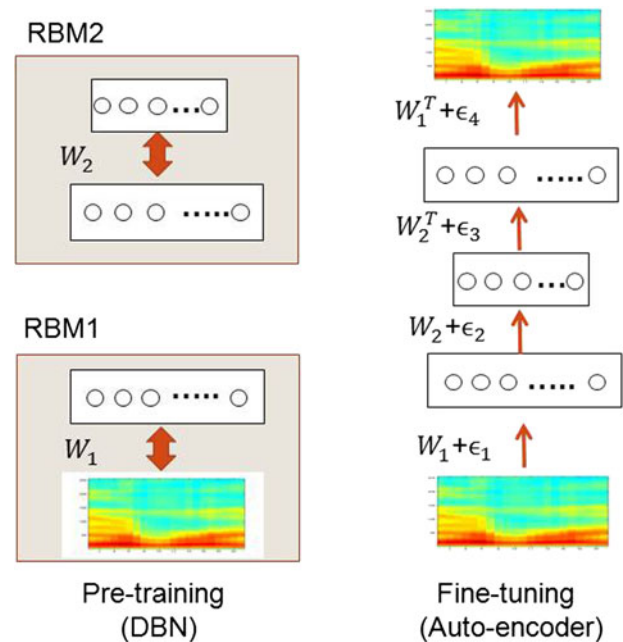 RBM2
W₂
RBM1
W₁
Pre-training
(DBN)
W₁ᵀ+ϵ₄
W₂ᵀ+ϵ₃
W₂+ϵ₂
W₁+ϵ₁
Fine-tuning
(Auto-encoder)